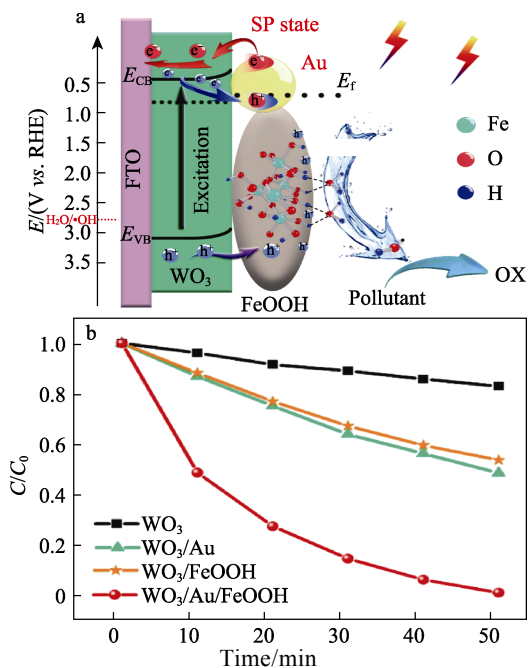 a
SP state
e⁻ e⁻ e⁻
Au
E_CB
e⁻ e⁻ e⁻
h⁺
E_f
0.5
1.0
1.5
2.0
2.5
3.0
3.5
E/(V vs. RHE)
H₂O/•OH
FTO
Excitation
E_VB
h⁺ h⁺ h⁺
WO₃
FeOOH
Fe
O
H
Pollutant
OX
b
1.0
0.8
0.6
0.4
0.2
0
C/C₀
WO₃
WO₃/Au
WO₃/FeOOH
WO₃/Au/FeOOH
0 10 20 30 40 50 60
Time/min